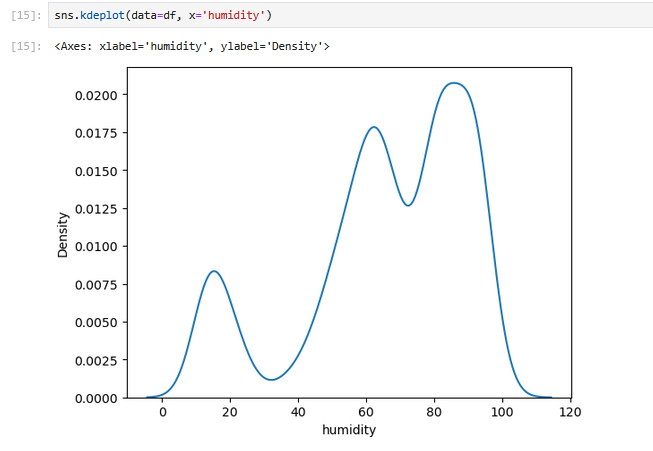 [15]: sns.kdeplot(data=df, x='humidity')
[15]: <Axes: xlabel='humidity', ylabel='Density'>
0.0200
0.0175
0.0150
0.0125
0.0100
0.0075
0.0050
0.0025
0.0000
Density
0 20 40 60 80 100 120
humidity